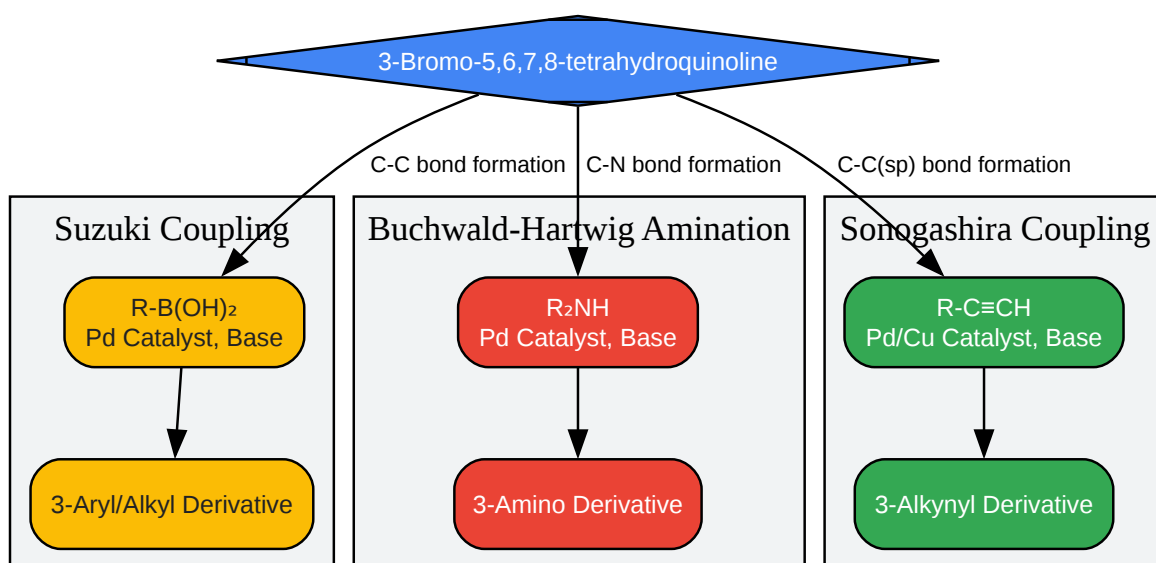 3-Bromo-5,6,7,8-tetrahydroquinoline
C-C bond formation
C-N bond formation
C-C(sp) bond formation
Suzuki Coupling
Buchwald-Hartwig Amination
Sonogashira Coupling
R-B(OH)₂
Pd Catalyst, Base
R₂NH
Pd Catalyst, Base
R-C≡CH
Pd/Cu Catalyst, Base
3-Aryl/Alkyl Derivative
3-Amino Derivative
3-Alkynyl Derivative